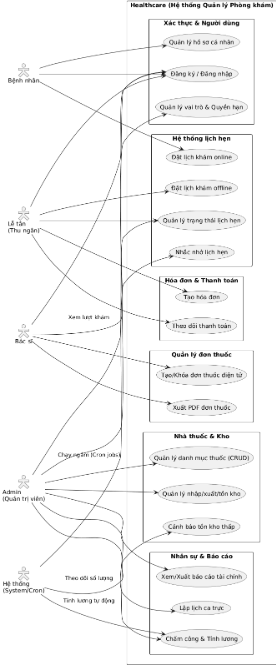 Healthcare (Hệ thống Quản lý Phòng khám)
Xác thực & Người dùng
Quản lý hồ sơ cá nhân
Đăng ký / Đăng nhập
Quản lý vai trò & Quyền hạn
Bệnh nhân
Hệ thống lịch hẹn
Đặt lịch khám online
Đặt lịch khám offline
Quản lý trạng thái lịch hẹn
Nhắc nhở lịch hẹn
Lễ tân
(Thu ngân)
Hóa đơn & Thanh toán
Tạo hóa đơn
Theo dõi thanh toán
Xem lượt khám
Bác sĩ
Quản lý đơn thuốc
Tạo/Khóa đơn thuốc điện tử
Xuất PDF đơn thuốc
Nhà thuốc & Kho
Chạy ngầm (Cron jobs)
Quản lý danh mục thuốc (CRUD)
Quản lý nhập/xuất/tồn kho
Cảnh báo tồn kho thấp
Admin
(Quản trị viên)
Nhân sự & Báo cáo
Xem/Xuất báo cáo tài chính
Lập lịch ca trực
Chấm công & Tính lương
Hệ thống
(System/Cron)
Theo dõi số lượng
Tính lương tự động